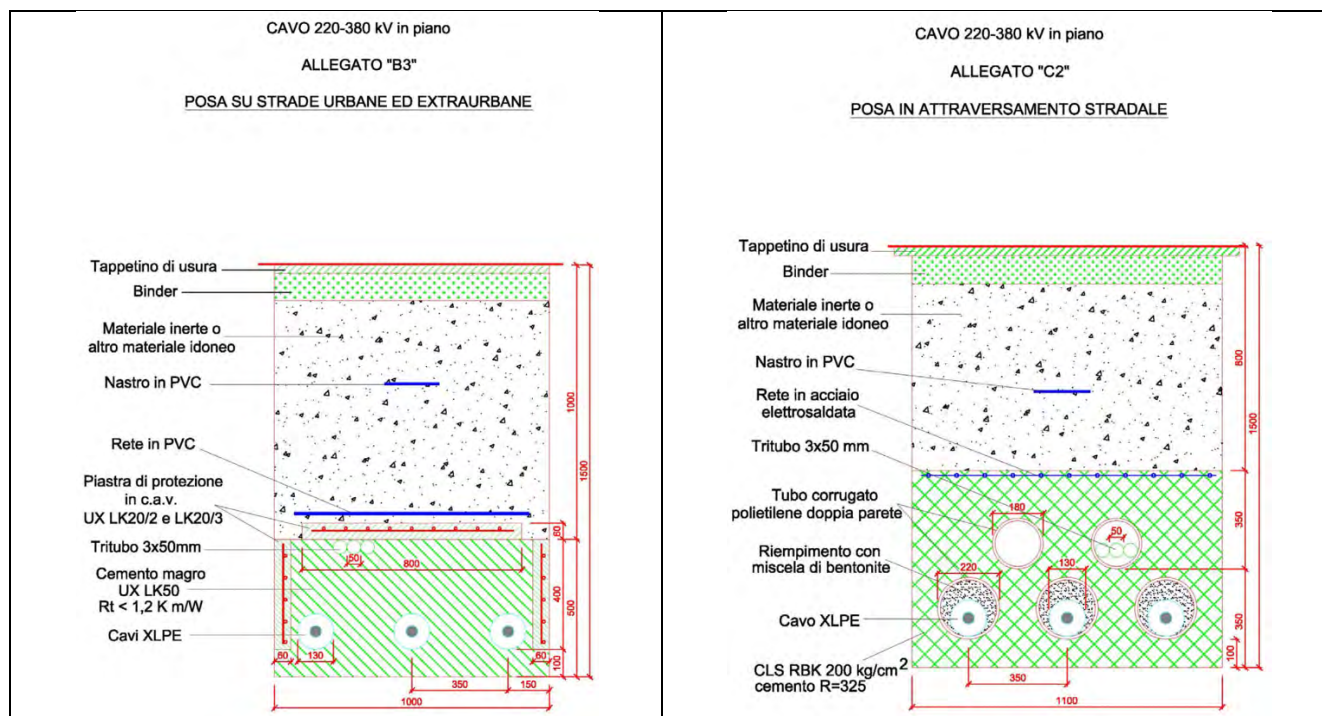 CAVO 220-380 kV in piano
ALLEGATO "B3"
POSA SU STRADE URBANE ED EXTRAURBANE
Tappetino di usura
Binder
Materiale inerte o
altro materiale idoneo
Nastro in PVC
Rete in PVC
Piastra di protezione
in c.a.v.
UX LK20/2 e LK20/3
Tritubo 3x50mm
Cemento magro
UX LK50
Rt < 1,2 K m/W
Cavi XLPE
50
800
60
130
350
150
60
1000
1000
1500
60
400
500
100
CAVO 220-380 kV in piano
ALLEGATO "C2"
POSA IN ATTRAVERSAMENTO STRADALE
Tappetino di usura
Binder
Materiale inerte o
altro materiale idoneo
Nastro in PVC
Rete in acciaio
elettrosaldata
Tritubo 3x50 mm
Tubo corrugato
polietilene doppia parete
Riempimento con
miscela di bentonite
Cavo XLPE
CLS RBK 200 kg/cm2
cemento R=325
180
50
220
130
350
1100
800
1500
350
350
100